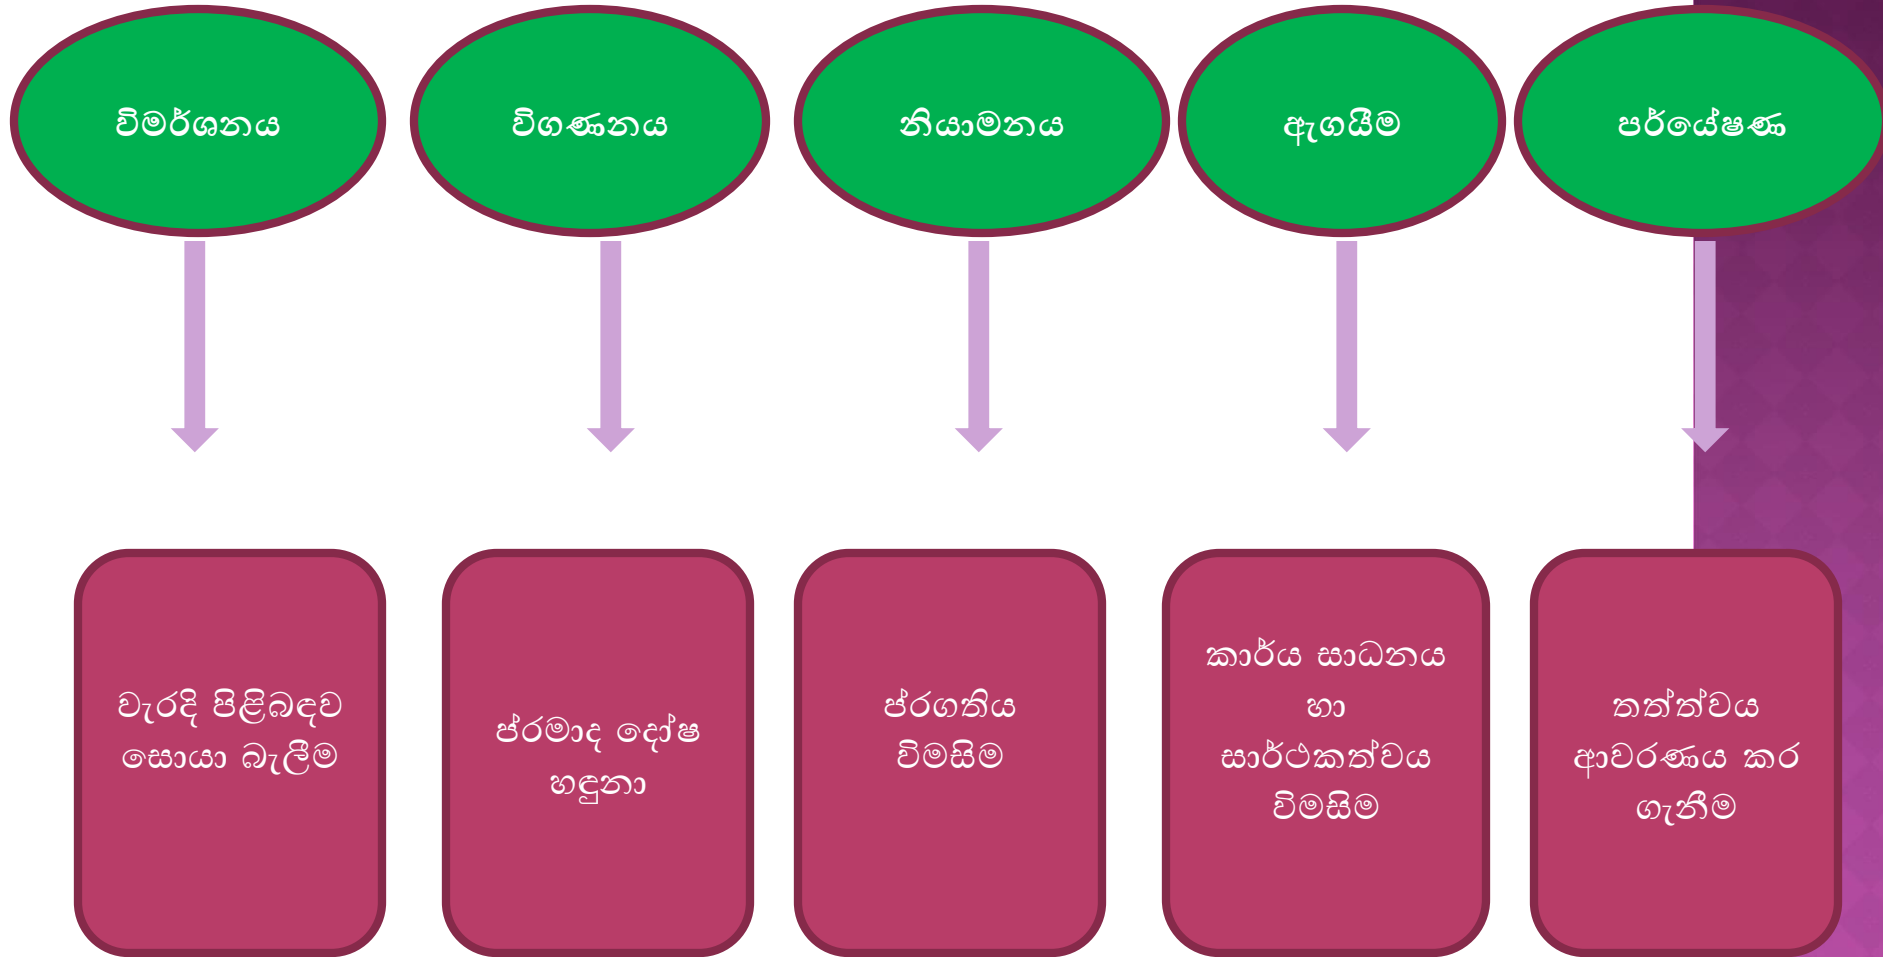 විමර්ශනය
විගණනය
නියාමනය
ඇගයීම
පර්යේෂණ
වැරදි පිළිබඳව
සොයා බැලීම
ප්රමාද දෝෂ
හඳුනා
ප්රගතිය
විමසිම
කාර්ය සාධනය
හා
සාර්ථකත්වය
විමසිම
තත්ත්වය
ආවරණය කර
ගැනීම